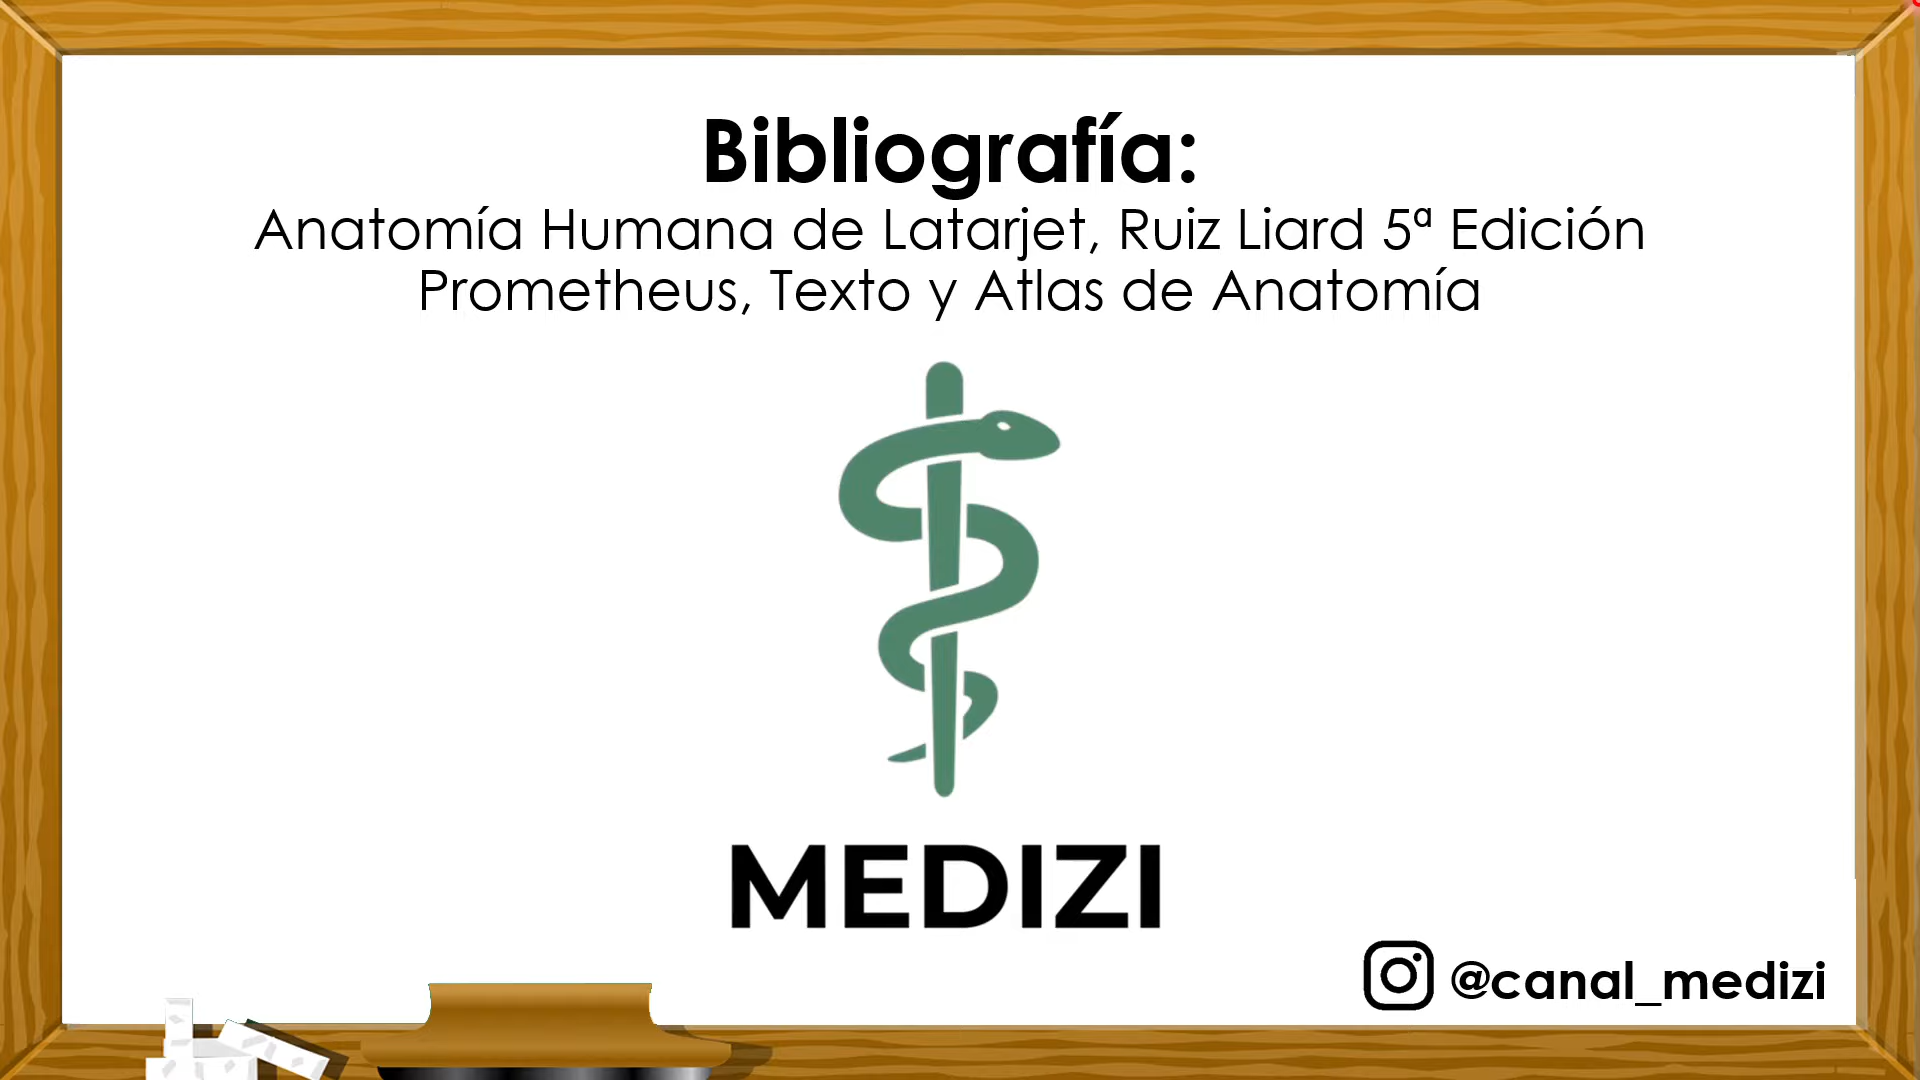 Bibliografía:
Anatomía Humana de Latarjet, Ruiz Liard 5ª Edición
Prometheus, Texto y Atlas de Anatomía
MEDIZI
@canal_medizi